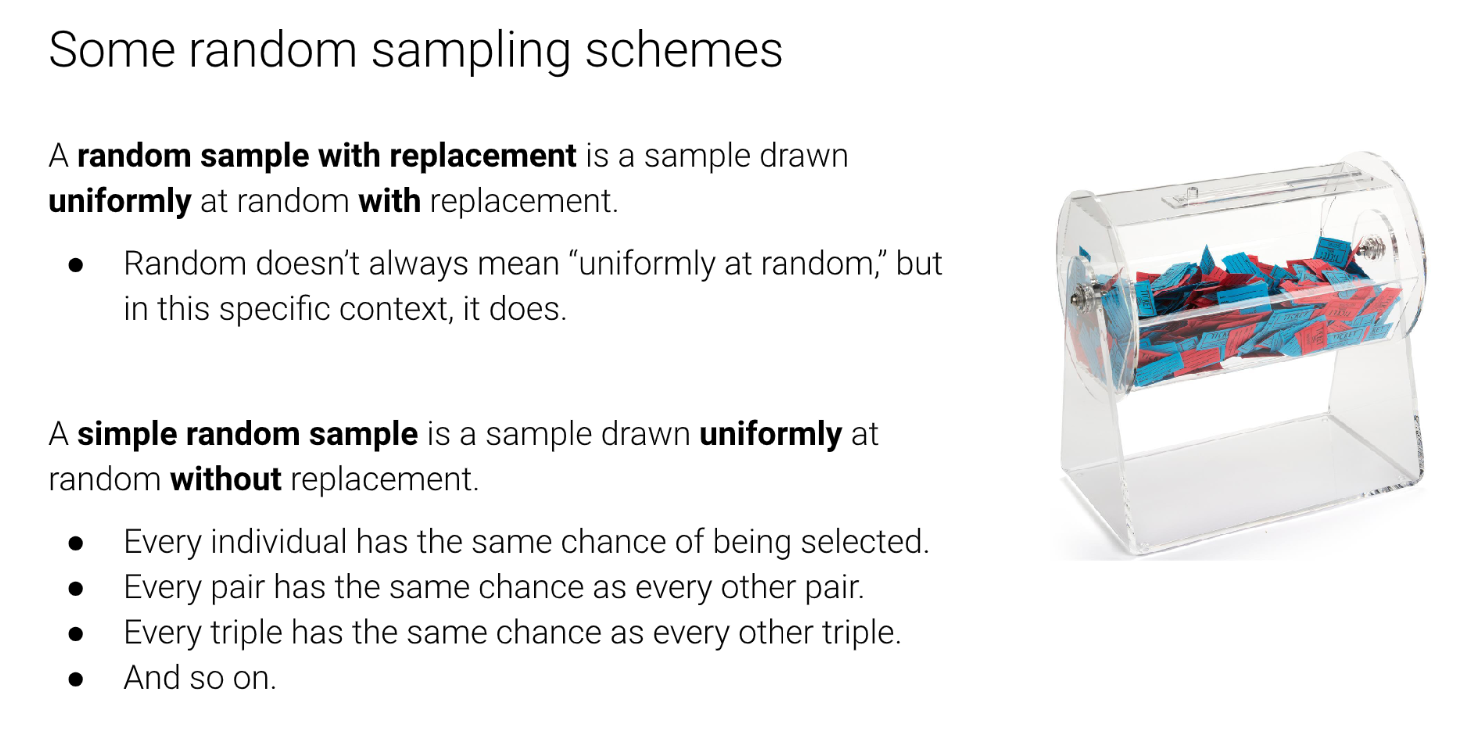 Some random sampling schemes
A random sample with replacement is a sample drawn
uniformly at random with replacement.
● Random doesn’t always mean “uniformly at random,” but
in this specific context, it does.
A simple random sample is a sample drawn uniformly at
random without replacement.
● Every individual has the same chance of being selected.
● Every pair has the same chance as every other pair.
● Every triple has the same chance as every other triple.
● And so on.
TICKET
TICKET